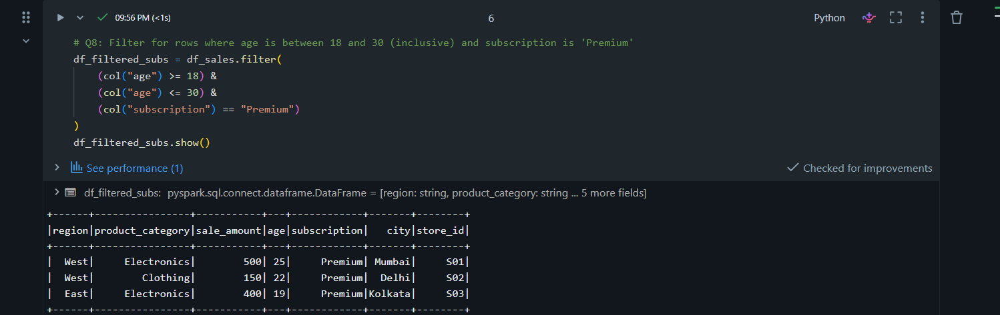 09:56 PM (<1s)
6
Python
# Q8: Filter for rows where age is between 18 and 30 (inclusive) and subscription is 'Premium'
df_filtered_subs = df_sales.filter(
    (col("age") >= 18) &
    (col("age") <= 30) &
    (col("subscription") == "Premium")
)
df_filtered_subs.show()
See performance (1)
Checked for improvements
df_filtered_subs: pyspark.sql.connect.dataframe.DataFrame = [region: string, product_category: string ... 5 more fields]
+------+----------------+-----------+---+------------+-------+--------+
|region|product_category|sale_amount|age|subscription|   city|store_id|
+------+----------------+-----------+---+------------+-------+--------+
|  West|     Electronics|        500| 25|     Premium| Mumbai|     S01|
|  West|        Clothing|        150| 22|     Premium|  Delhi|     S02|
|  East|     Electronics|        400| 19|     Premium|Kolkata|     S03|
+------+----------------+-----------+---+------------+-------+--------+